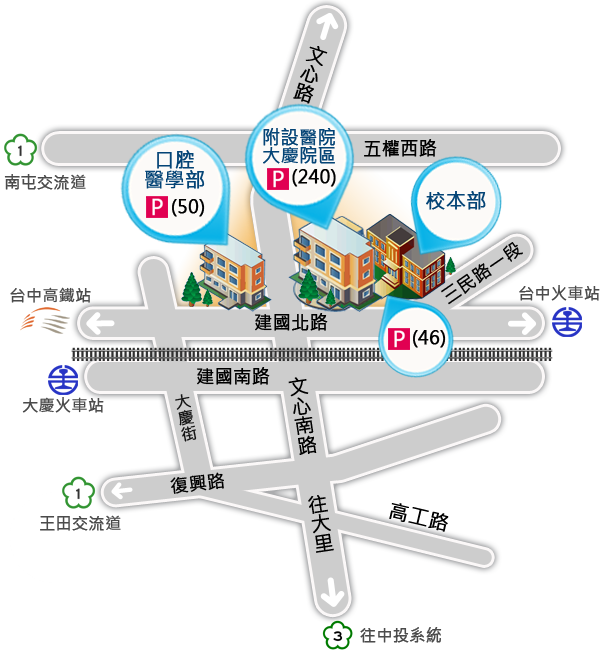 文心路
1
南屯交流道
五權西路
口腔
醫學部
P (50)
附設醫院
大慶院區
P (240)
校本部
三民路一段
台中高鐵站
建國北路
台中火車站
P (46)
大慶火車站
建國南路
大慶街
文心南路
1
王田交流道
復興路
往大里
高工路
3
往中投系統